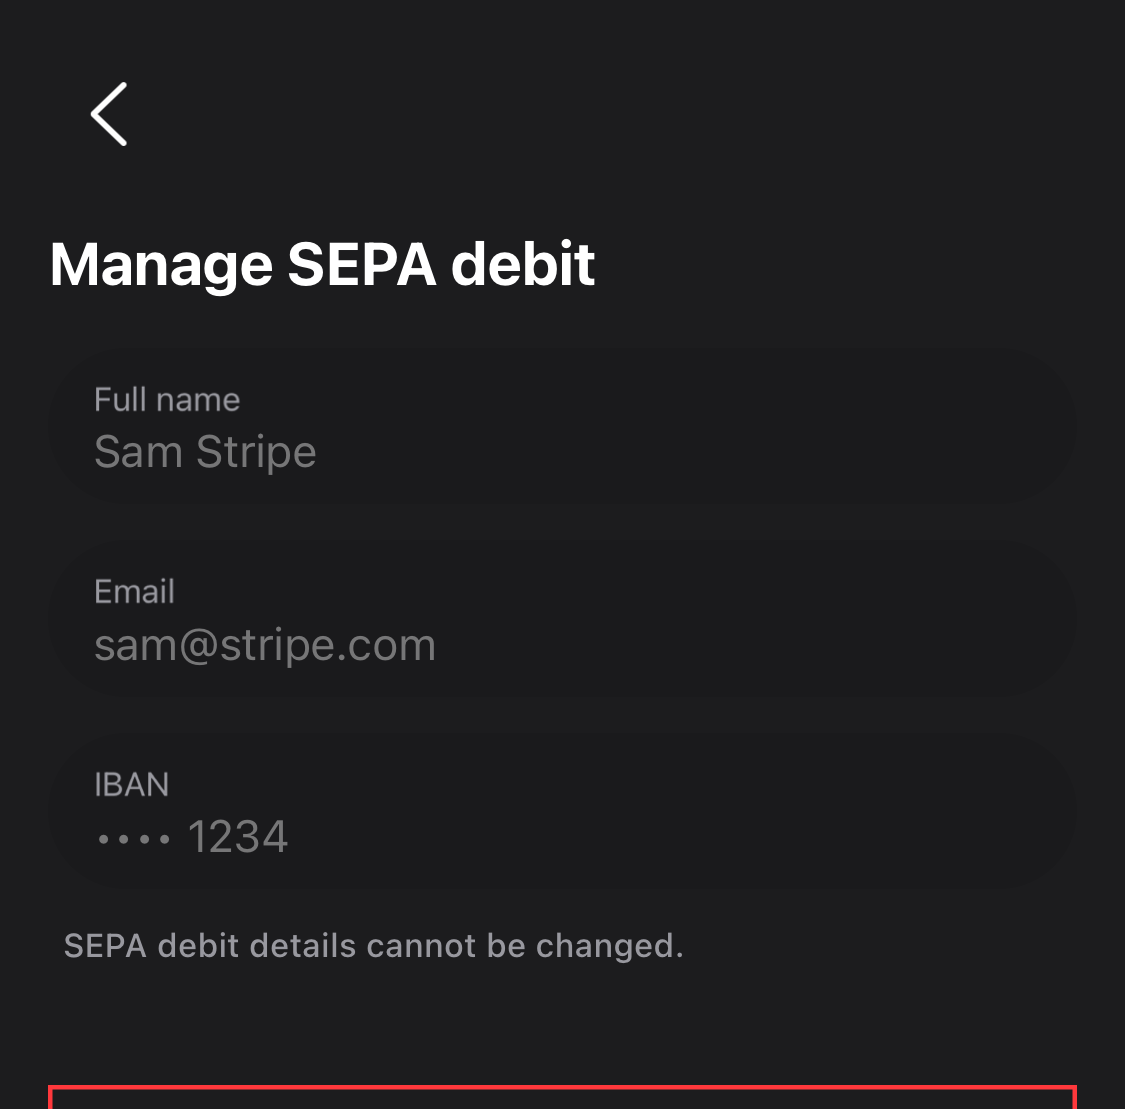 Manage SEPA debit
Full name
Sam Stripe
Email
sam@stripe.com
IBAN
•••• 1234
SEPA debit details cannot be changed.